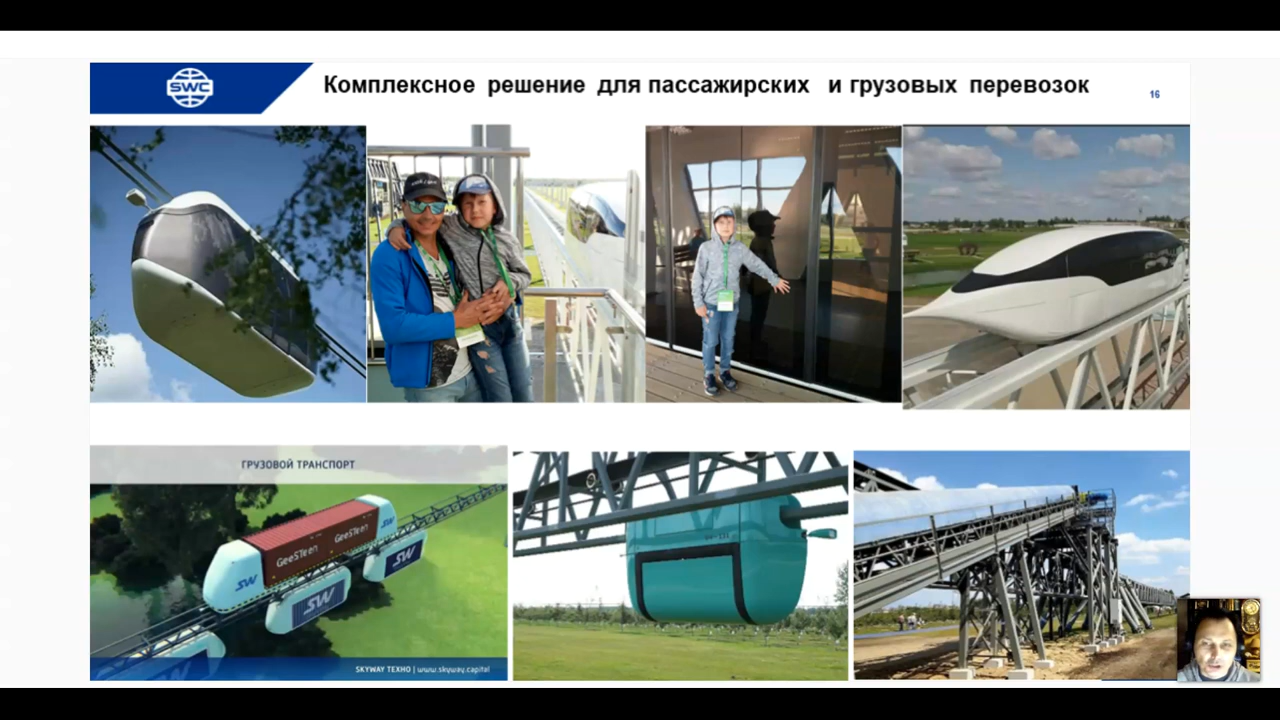 SWC
Комплексное решение для пассажирских и грузовых перевозок
16
ГРУЗОВОЙ ТРАНСПОРТ
GeeSTeen
GeeSTeen
SW
SW
SW
SW
SKYWAY ТЕХНО | www.skyway.capital